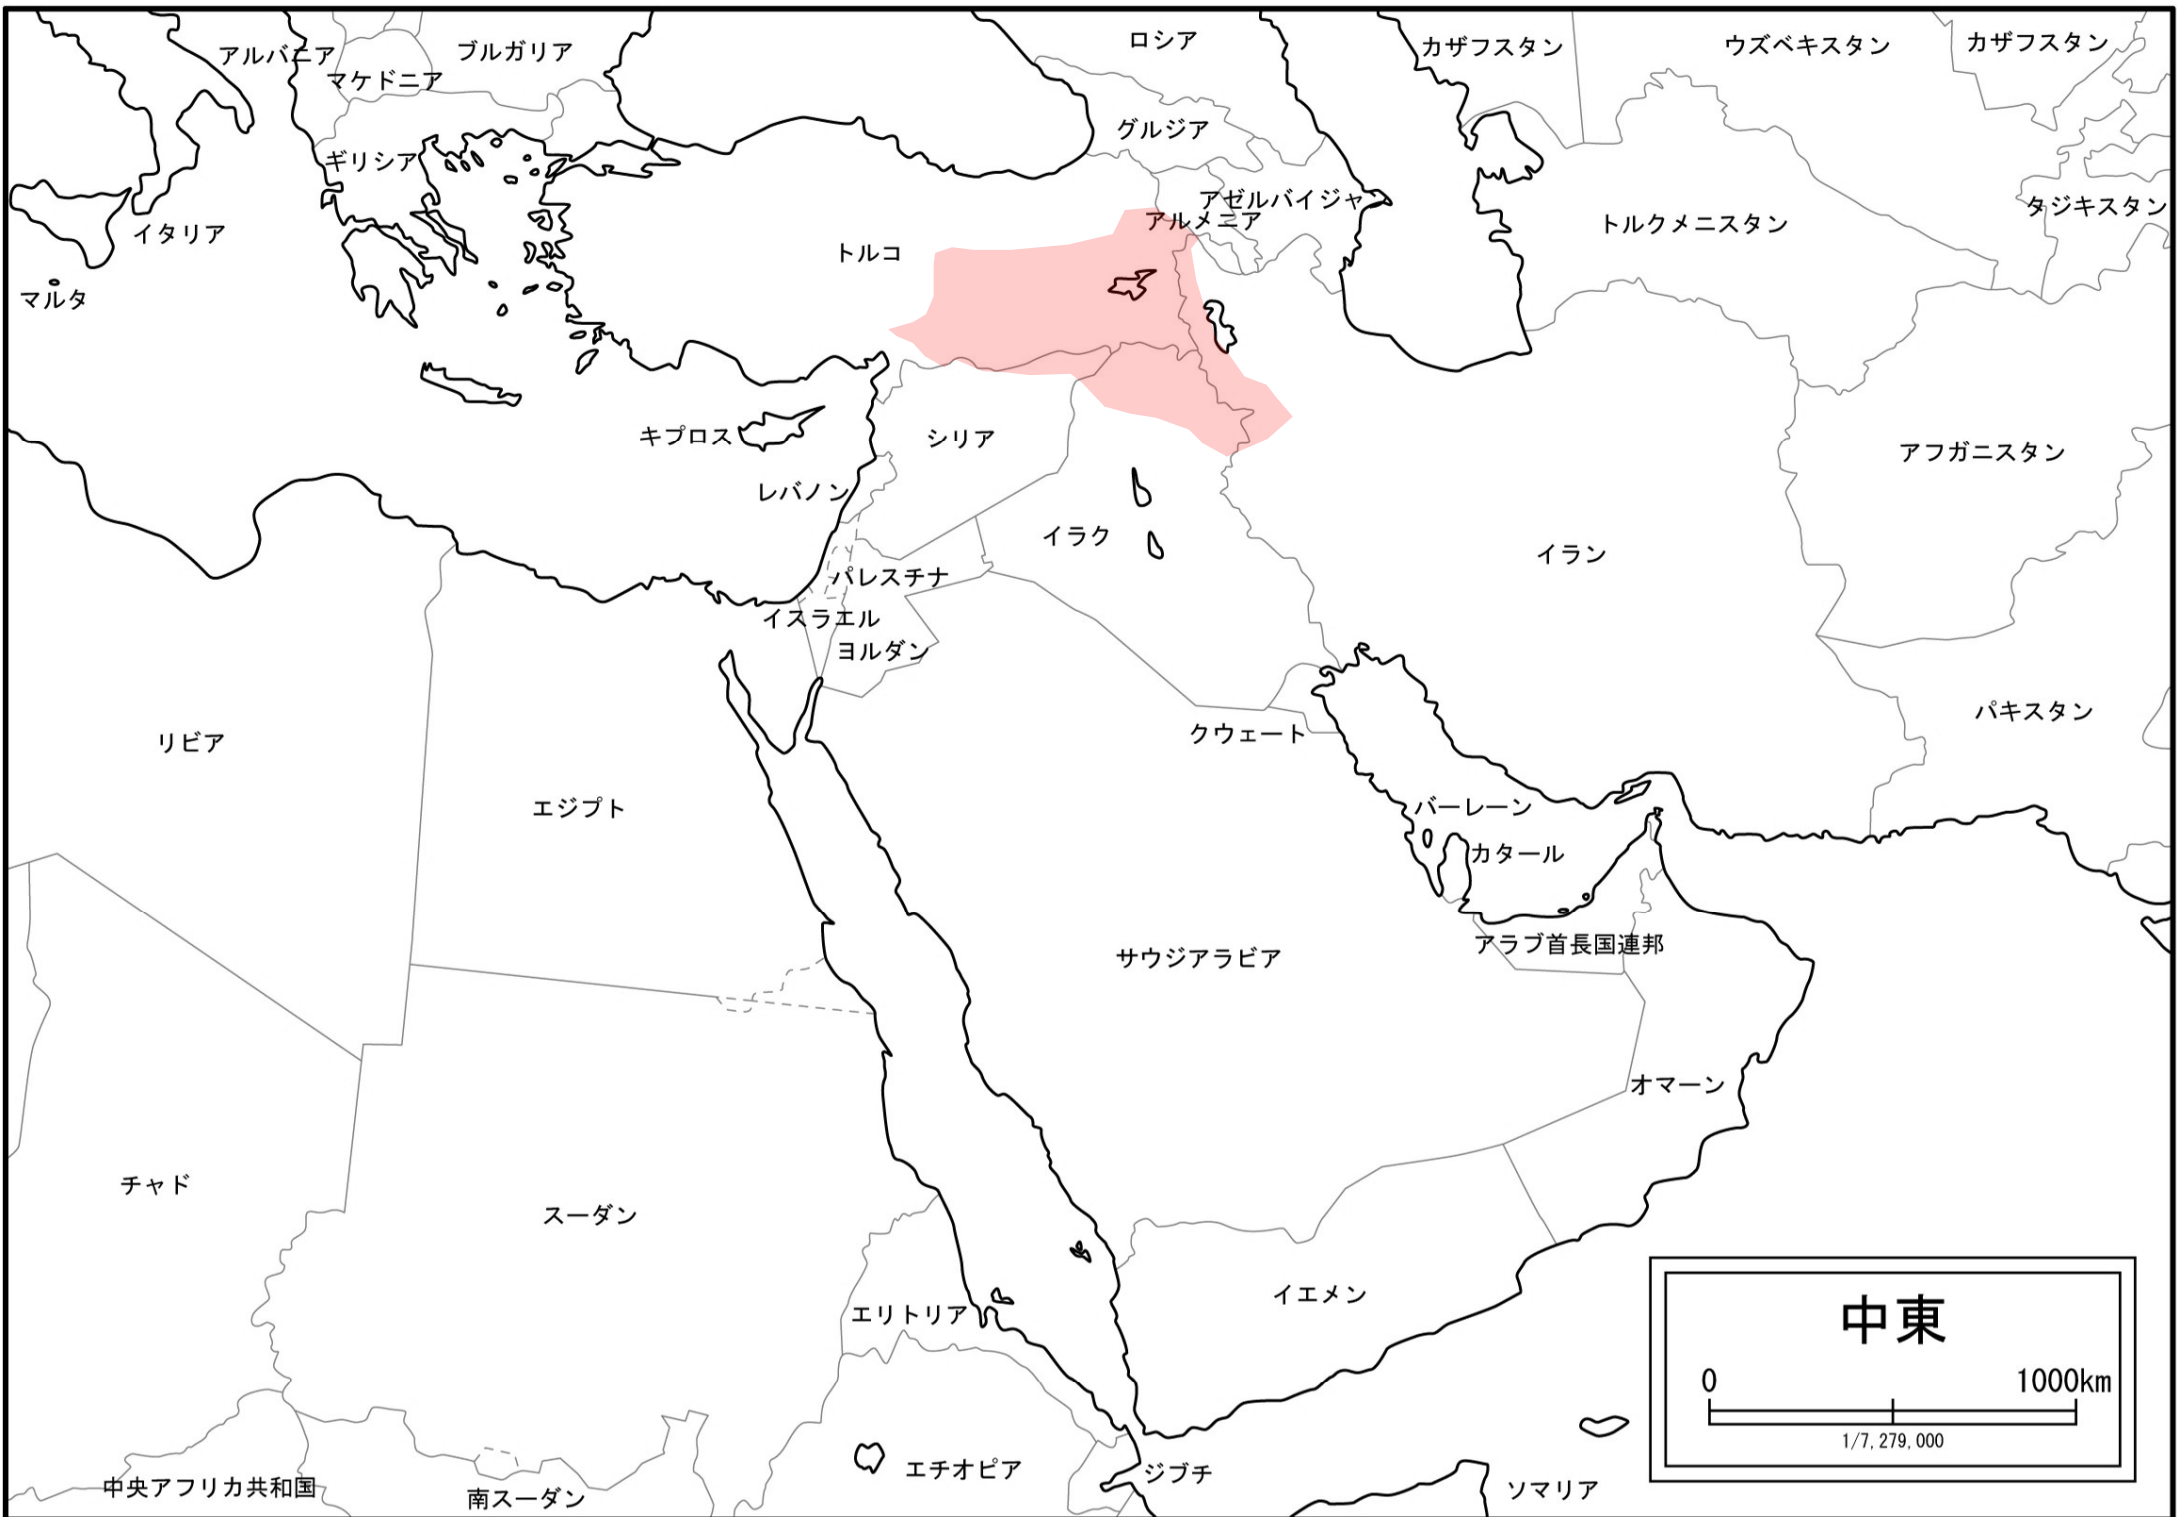 ロシア
カザフスタン
ウズベキスタン
カザフスタン
アルバニア
ブルガリア
マケドニア
グルジア
ギリシア
アゼルバイジャ
アルメニア
トルクメニスタン
タジキスタン
イタリア
トルコ
マルタ
キプロス
シリア
アフガニスタン
レバノン
イラク
イラン
パレスチナ
イスラエル
ヨルダン
パキスタン
リビア
クウェート
エジプト
バーレーン
カタール
アラブ首長国連邦
サウジアラビア
オマーン
チャド
スーダン
イエメン
エリトリア
中東
0 1000km
1/7,279,000
エチオピア
ジブチ
ソマリア
中央アフリカ共和国
南スーダン